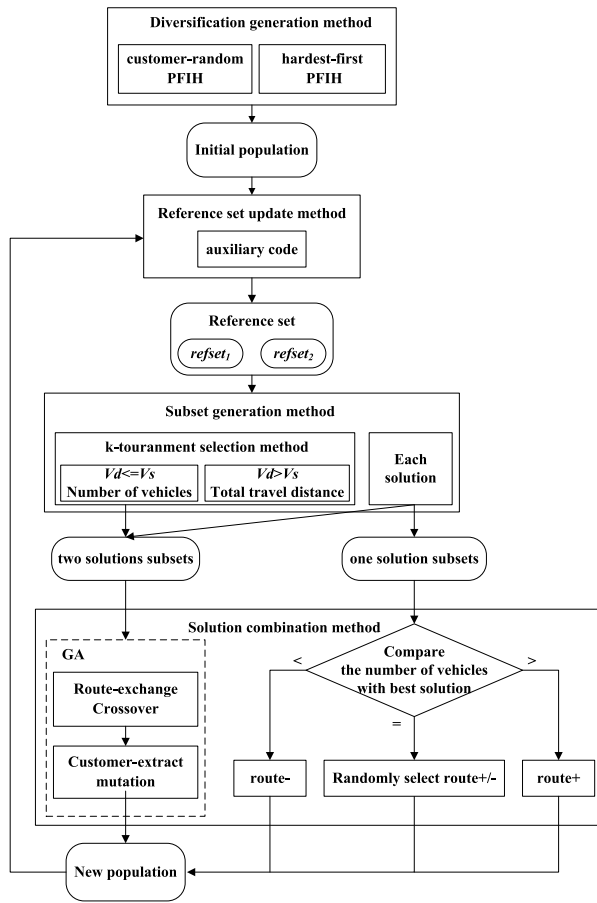 Diversification generation method
customer-random
PFIH
hardest-first
PFIH
Initial population
Reference set update method
auxiliary code
Reference set
refset₁
refset₂
Subset generation method
k-touranment selection method
Vd<=Vs
Number of vehicles
Vd>Vs
Total travel distance
Each
solution
two solutions subsets
one solution subsets
Solution combination method
GA
Route-exchange
Crossover
Customer-extract
mutation
Compare
the number of vehicles
with best solution
<
>
=
route-
Randomly select route+/-
route+
New population